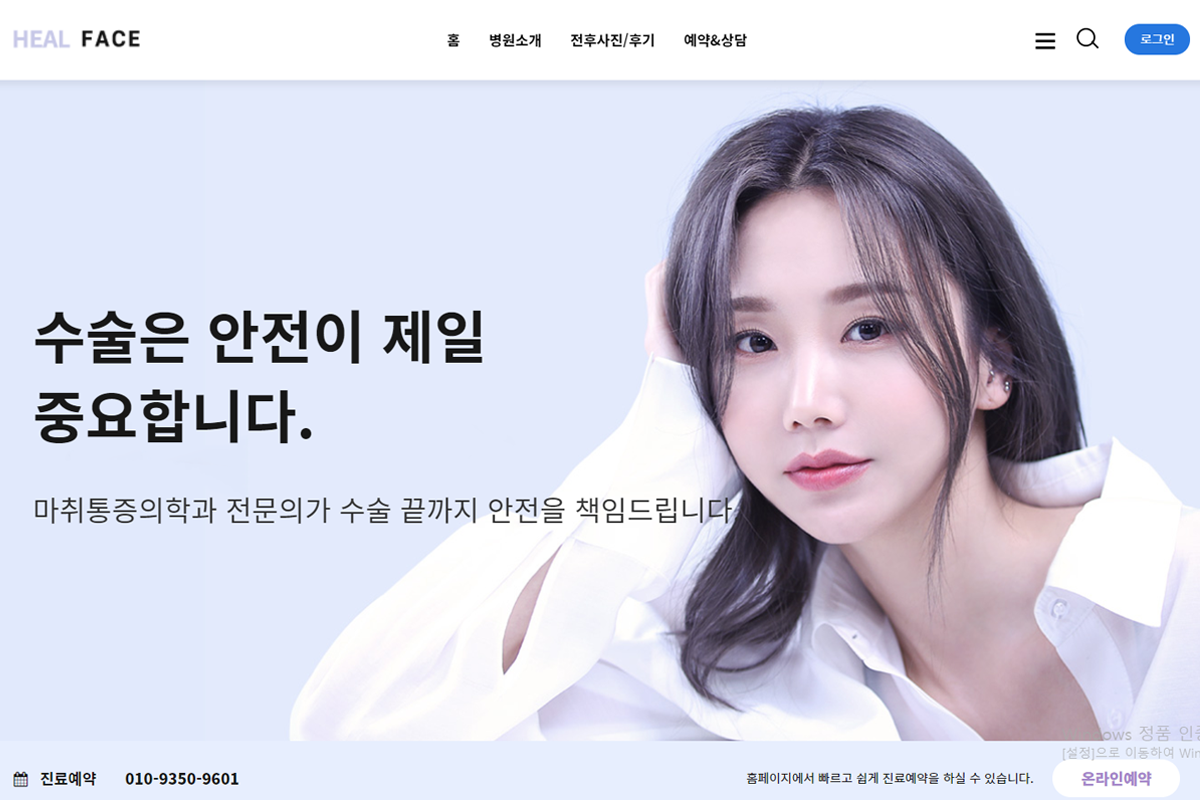 HEAL FACE
홈 병원소개 전후사진/후기 예약&상담
로그인
수술은 안전이 제일
중요합니다.
마취통증의학과 전문의가 수술 끝까지 안전을 책임드립니다
ows 정품 인증
[설정]으로 이동하여 Win
진료예약 010-9350-9601
홈페이지에서 빠르고 쉽게 진료예약을 하실 수 있습니다.
온라인예약